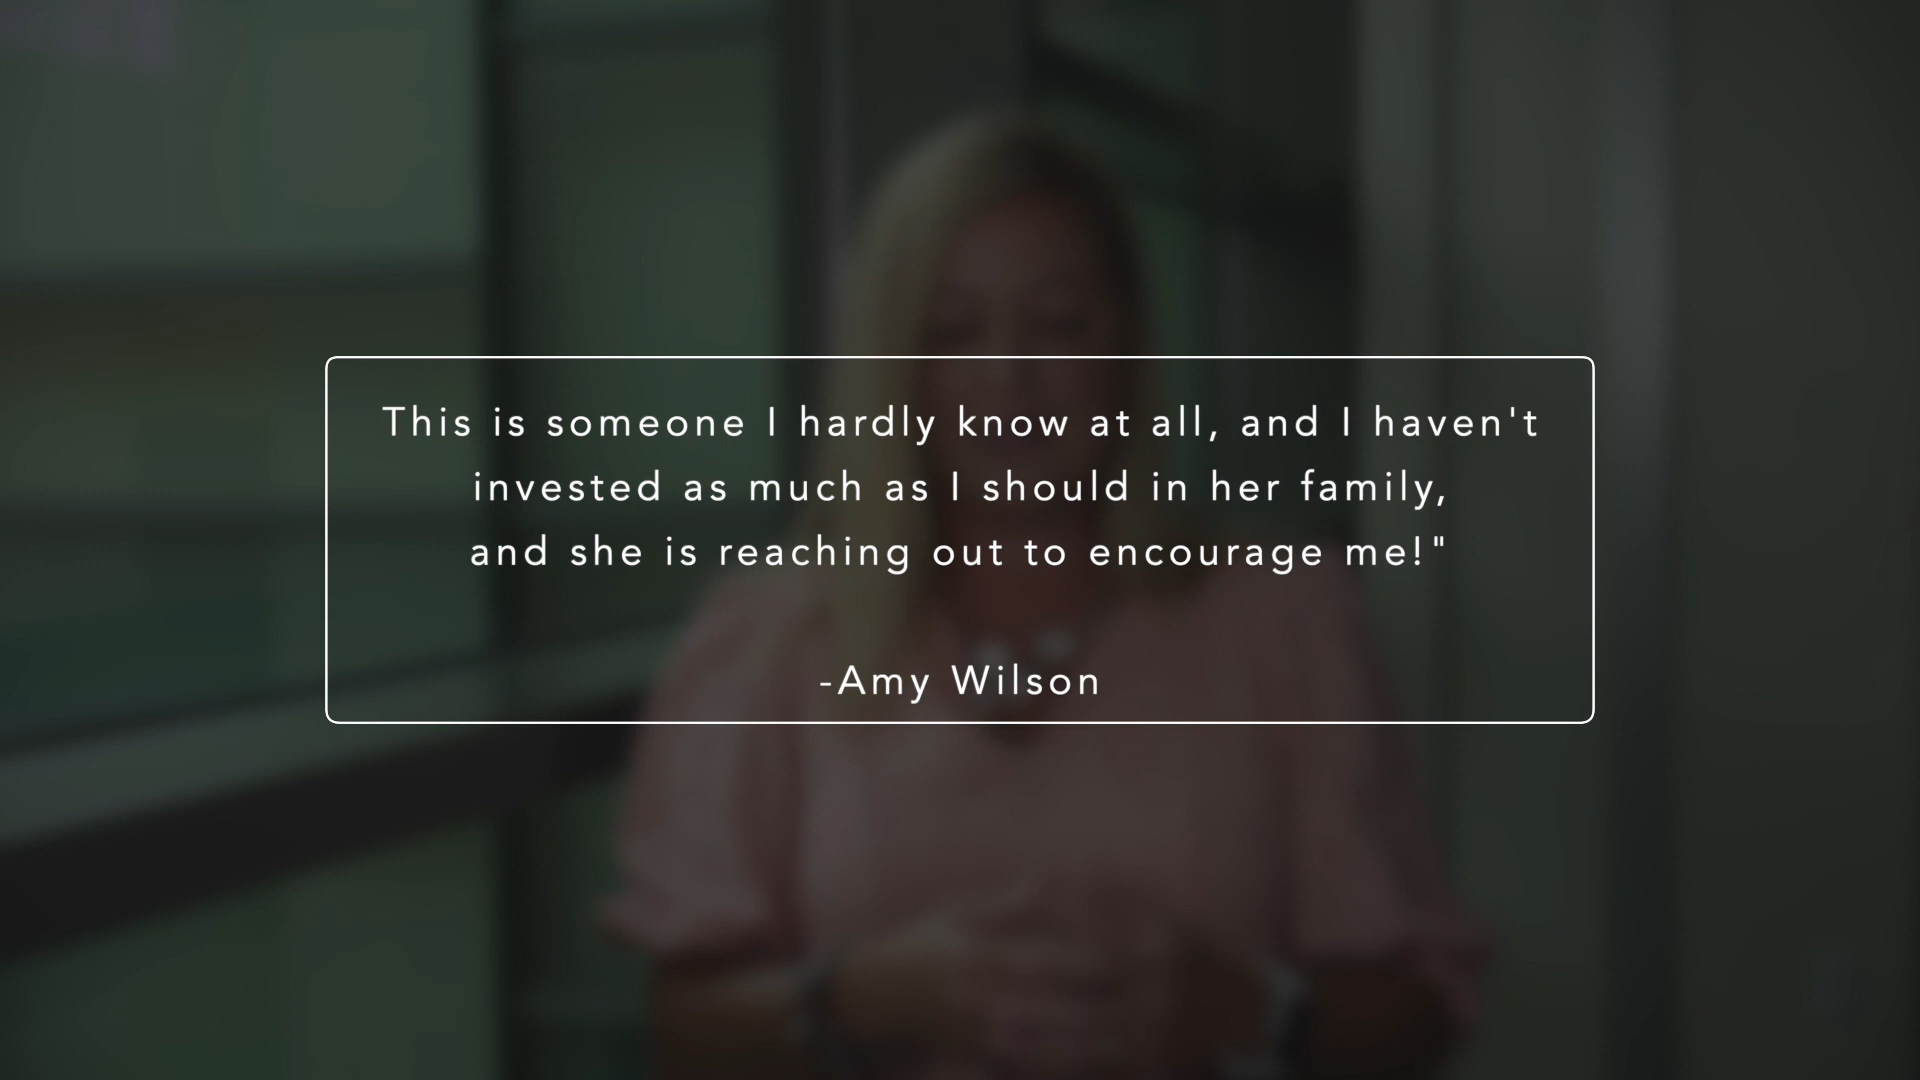 This is someone I hardly know at all, and I haven't
invested as much as I should in her family,
and she is reaching out to encourage me!"
-Amy Wilson